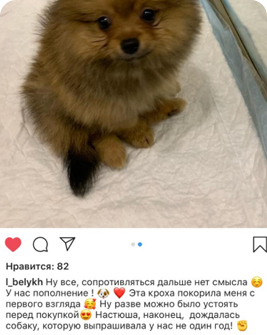 Нравится: 82
l_belykh Ну все, сопротивляться дальше нет смысла ☺️
У нас пополнение ! 🐶 ❤️ Эта кроха покорила меня с
первого взгляда 🥰 Ну разве можно было устоять
перед покупкой😍 Настюша, наконец, дождалась
собаку, которую выпрашивала у нас не один год! ✊